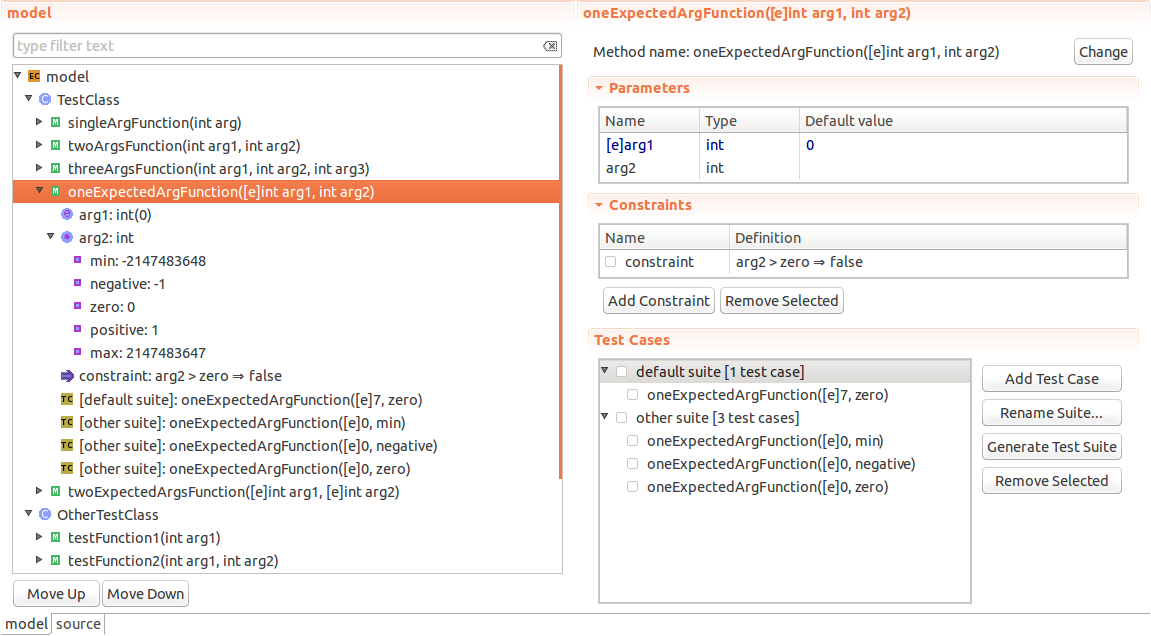 model
type filter text
EC model
C TestClass
M singleArgFunction(int arg)
M twoArgsFunction(int arg1, int arg2)
M threeArgsFunction(int arg1, int arg2, int arg3)
M oneExpectedArgFunction([e]int arg1, int arg2)
e arg1: int(0)
arg2: int
min: -2147483648
negative: -1
zero: 0
positive: 1
max: 2147483647
constraint: arg2 > zero ⇒ false
TC [default suite]: oneExpectedArgFunction([e]7, zero)
TC [other suite]: oneExpectedArgFunction([e]0, min)
TC [other suite]: oneExpectedArgFunction([e]0, negative)
TC [other suite]: oneExpectedArgFunction([e]0, zero)
M twoExpectedArgsFunction([e]int arg1, [e]int arg2)
C OtherTestClass
M testFunction1(int arg1)
M testFunction2(int arg1, int arg2)
Move Up Move Down
model source
oneExpectedArgFunction([e]int arg1, int arg2)
Method name: oneExpectedArgFunction([e]int arg1, int arg2) Change
Parameters
Name Type Default value
[e]arg1 int 0
arg2 int
Constraints
Name Definition
constraint arg2 > zero ⇒ false
Add Constraint Remove Selected
Test Cases
default suite [1 test case]
oneExpectedArgFunction([e]7, zero)
other suite [3 test cases]
oneExpectedArgFunction([e]0, min)
oneExpectedArgFunction([e]0, negative)
oneExpectedArgFunction([e]0, zero)
Add Test Case
Rename Suite...
Generate Test Suite
Remove Selected